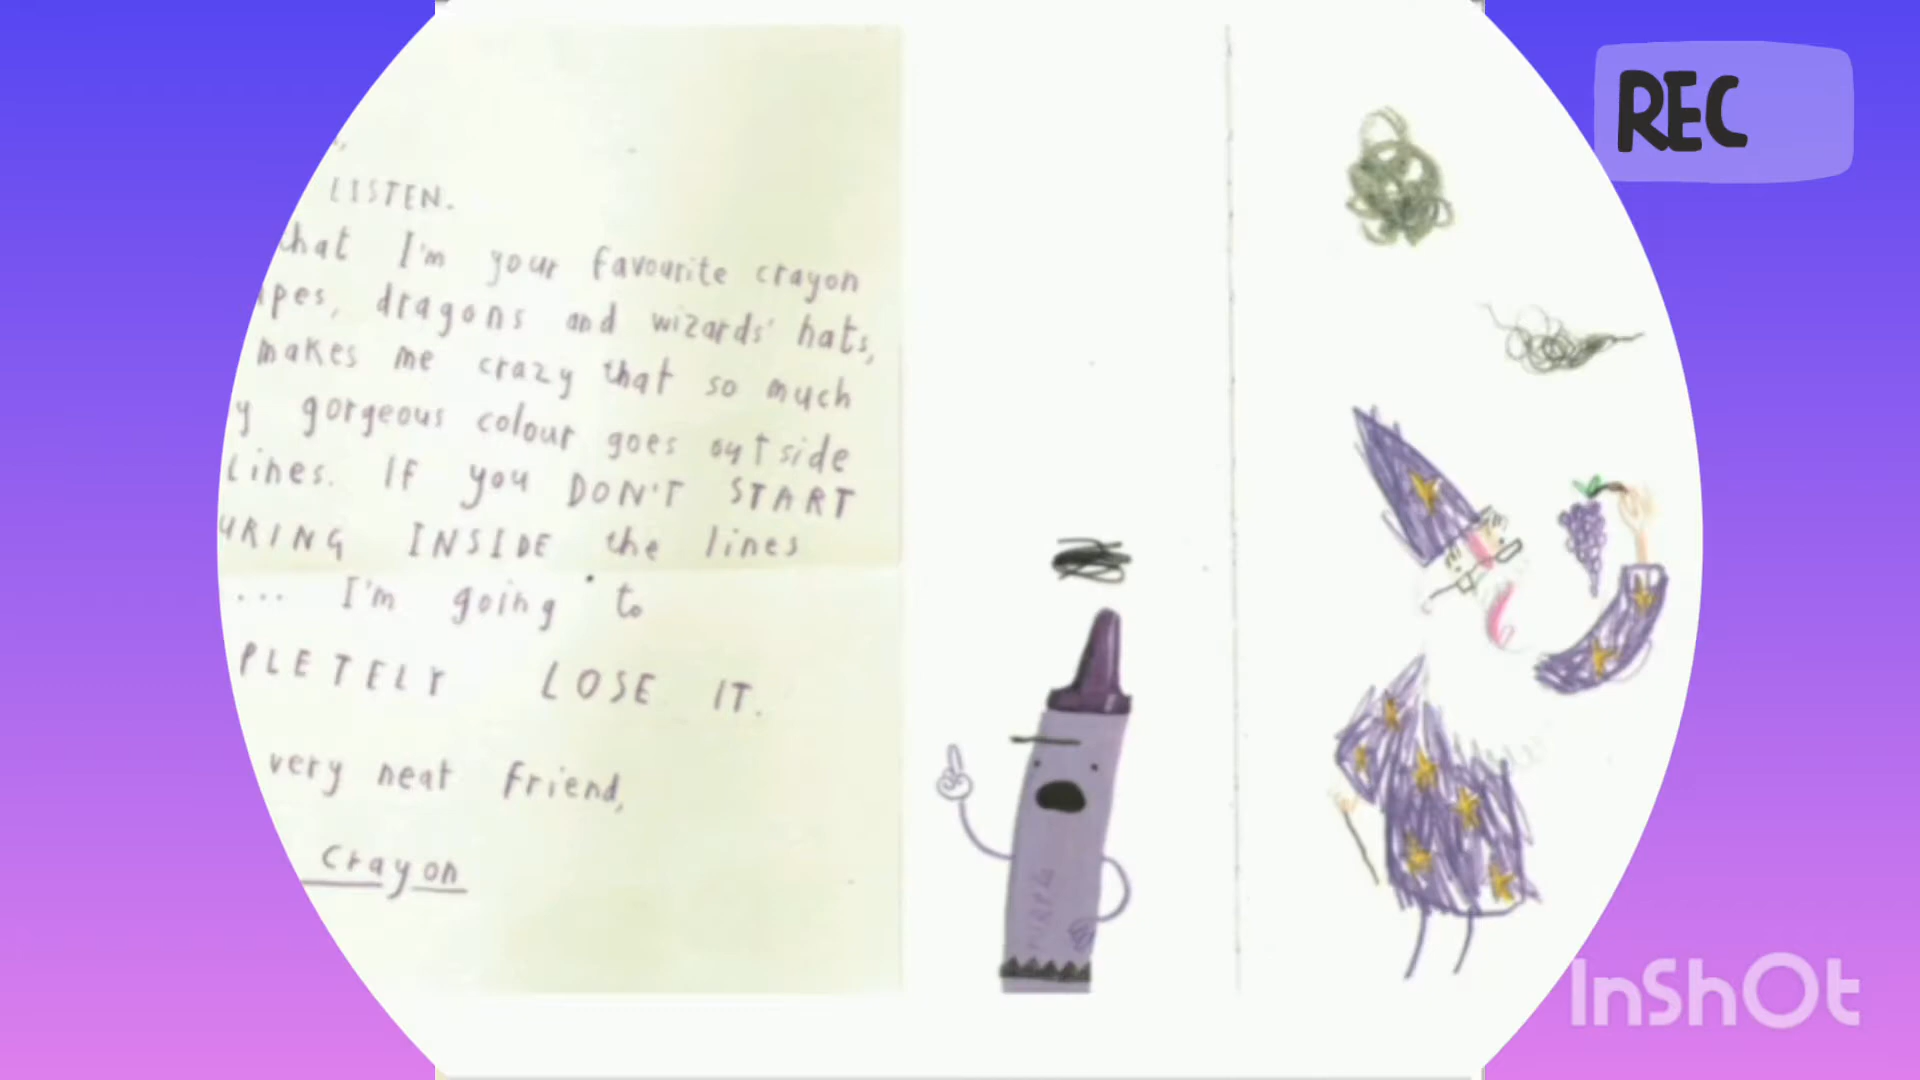 LISTEN.
that I'm your favourite crayon
pes, dragons and wizards' hats,
makes me crazy that so much
y gorgeous colour goes outside
Lines. If you DON'T START
URING INSIDE the lines
... I'm going to
PLETELY LOSE IT.
very neat friend,
Crayon
REC
InShOt